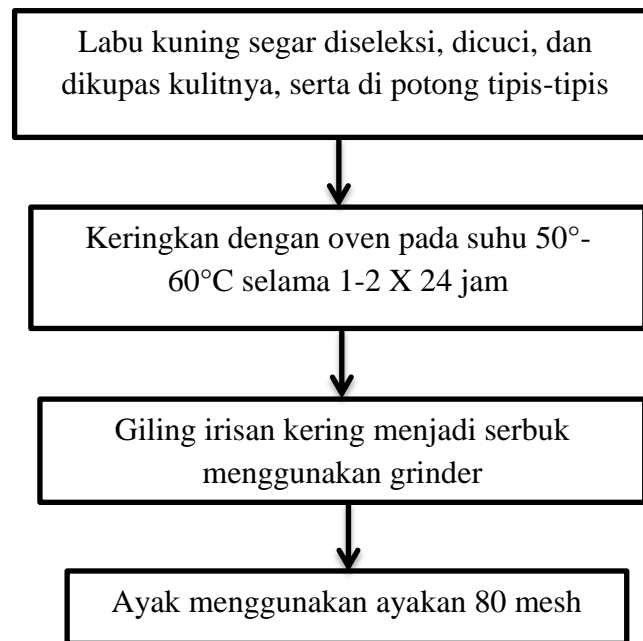 Labu kuning segar diseleksi, dicuci, dan
dikupas kulitnya, serta di potong tipis-tipis
Keringkan dengan oven pada suhu 50°-
60°C selama 1-2 X 24 jam
Giling irisan kering menjadi serbuk
menggunakan grinder
Ayak menggunakan ayakan 80 mesh